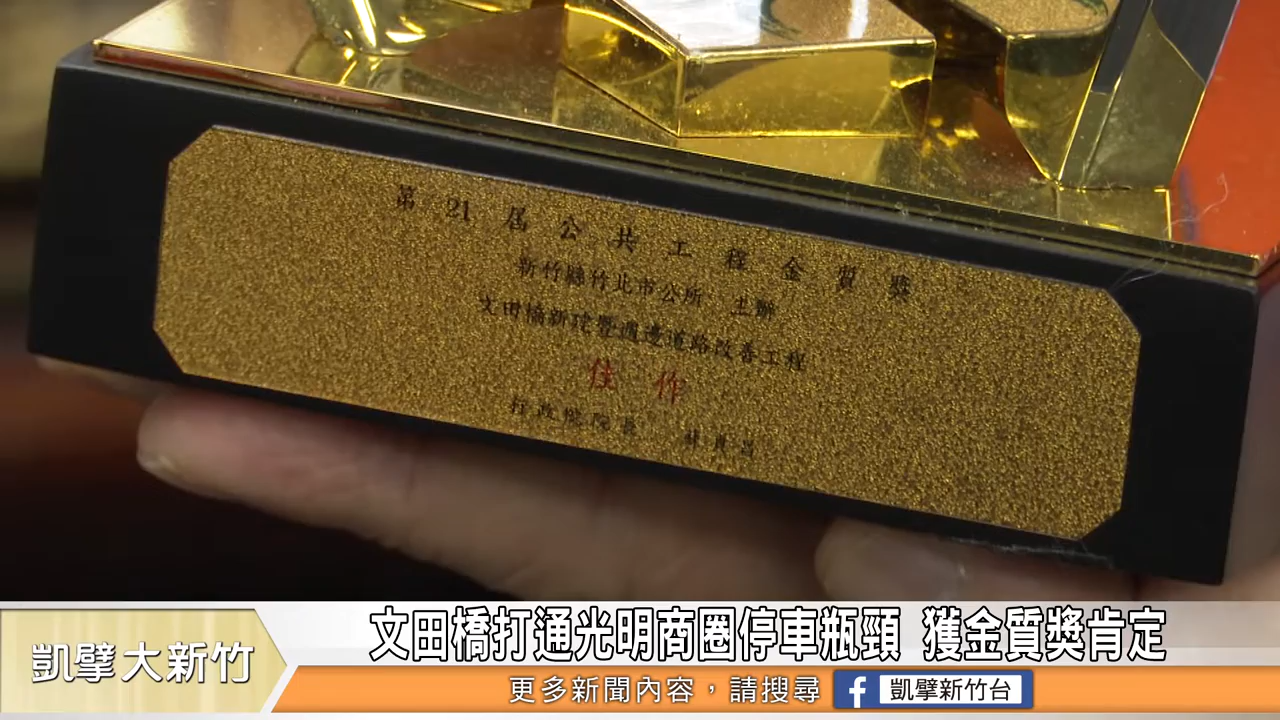 第21屆公共工程金質獎
新竹縣竹北市公所 主辦
文田橋新建暨週邊道路改善工程
佳作
行政院院長 蘇貞昌
文田橋打通光明商圈停車瓶頸 獲金質獎肯定
凱擘大新竹
更多新聞內容，請搜尋 f 凱擘新竹台